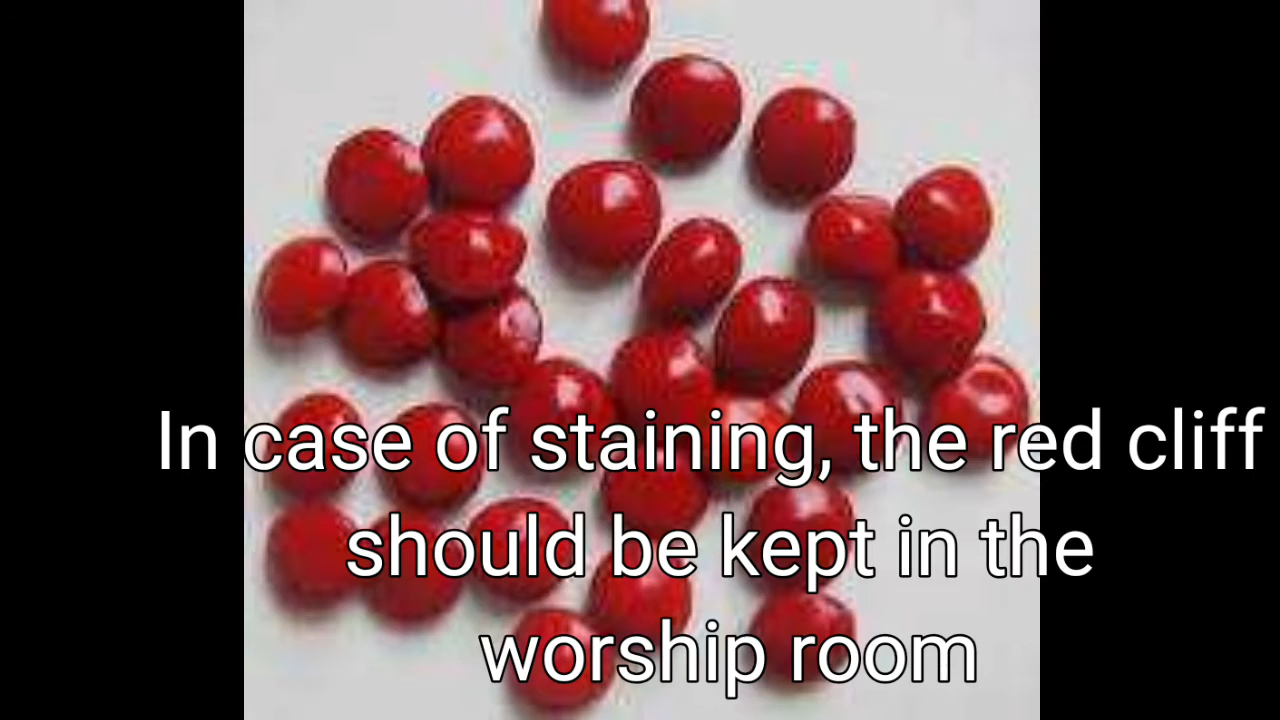 In case of staining, the red cliff
should be kept in the
worship room